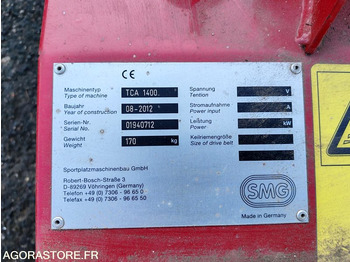 CE
Maschinentyp
Type of machine
TCA 1400.
Baujahr
Year of construction
08-2012
Serien-Nr.
Serial No.
01940712
Gewicht
Weight
170 kg
Spannung
Tention
V
Stromaufnahme
Power input
A
Leistung
Power
kW
Keilriemengröße
Size of drive belt
Sportplatzmaschinenbau GmbH
Robert-Bosch-Straße 3
D-89269 Vöhringen (Germany)
Telefon +49 (0) 7306 - 96 65 0
Telefax +49 (0) 7306 - 96 65 50
SMG
Made in Germany
AGORASTORE.FR